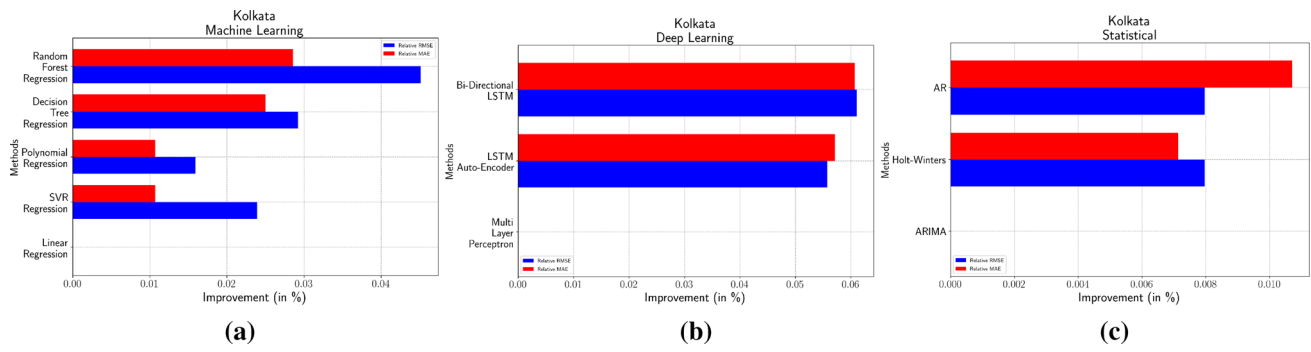 Kolkata
Machine Learning
Relative RMSE
Relative MAE
Random
Forest
Regression
Decision
Tree
Regression
Polynomial
Regression
SVR
Regression
Linear
Regression
Methods
0.00 0.01 0.02 0.03 0.04
Improvement (in %)
(a)
Kolkata
Deep Learning
Bi-Directional
LSTM
LSTM
Auto-Encoder
Multi
Layer
Perceptron
Methods
Relative RMSE
Relative MAE
0.00 0.01 0.02 0.03 0.04 0.05 0.06
Improvement (in %)
(b)
Kolkata
Statistical
AR
Holt-Winters
ARIMA
Methods
Relative RMSE
Relative MAE
0.000 0.002 0.004 0.006 0.008 0.010
Improvement (in %)
(c)